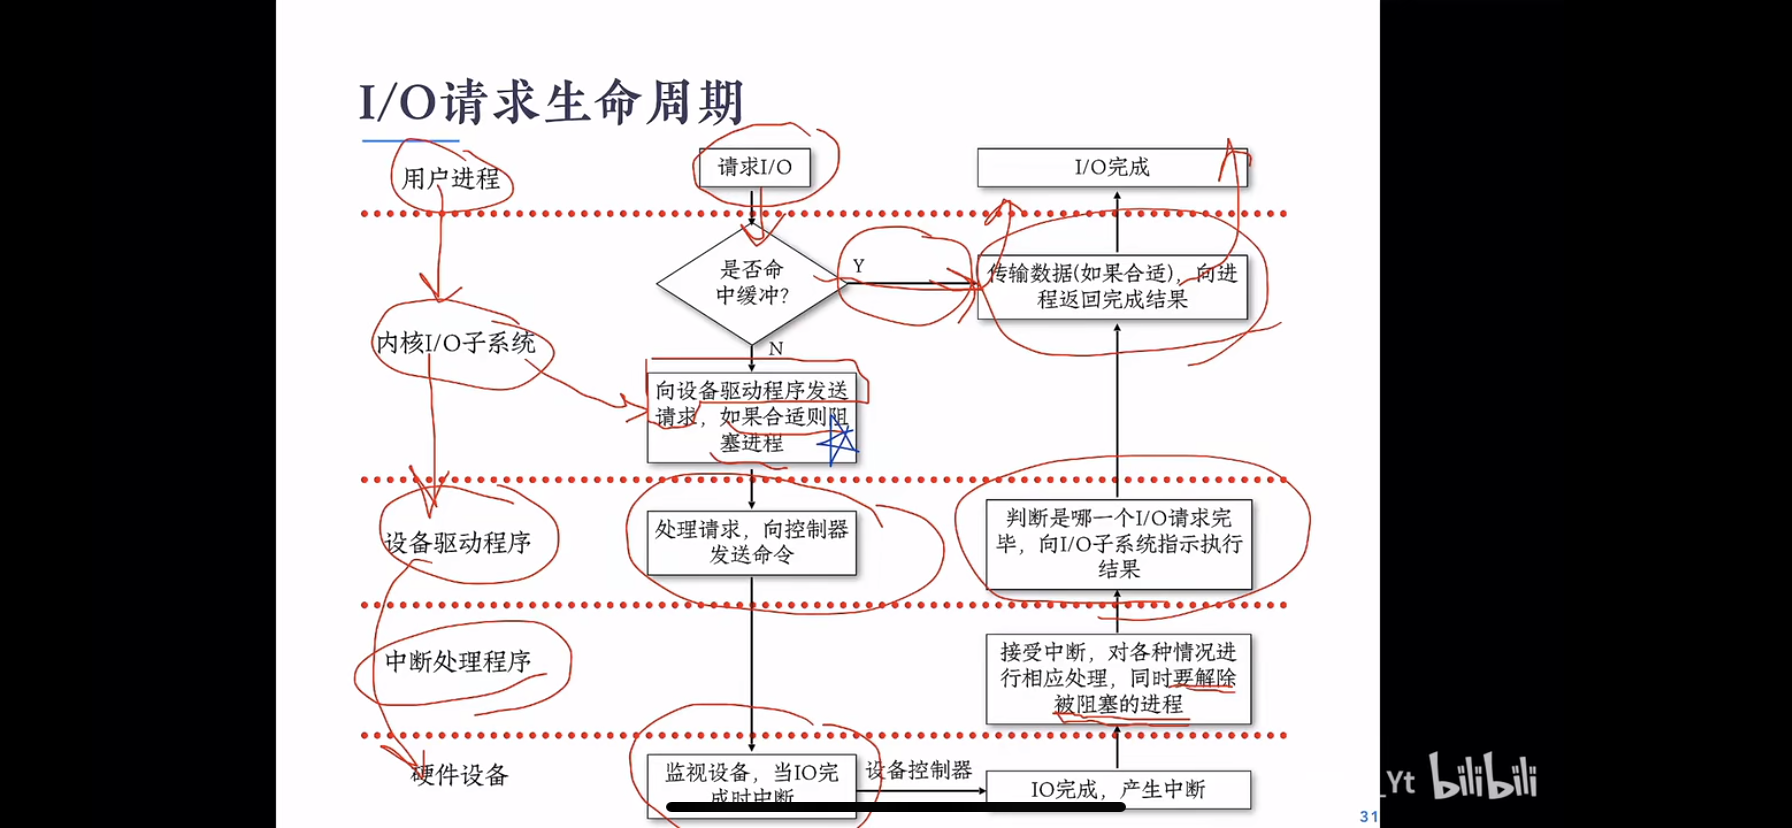 I/O请求生命周期
用户进程
请求I/O
I/O完成
是否命
中缓冲?
Y
传输数据(如果合适)，向进
程返回完成结果
内核I/O子系统
N
向设备驱动程序发送
请求，如果合适则阻
塞进程
设备驱动程序
处理请求，向控制器
发送命令
判断是哪一个I/O请求完
毕，向I/O子系统指示执行
结果
中断处理程序
接受中断，对各种情况进
行相应处理，同时要解除
被阻塞的进程
硬件设备
监视设备，当IO完
成时中断
设备控制器
IO完成，产生中断
_Yt bilibili
31